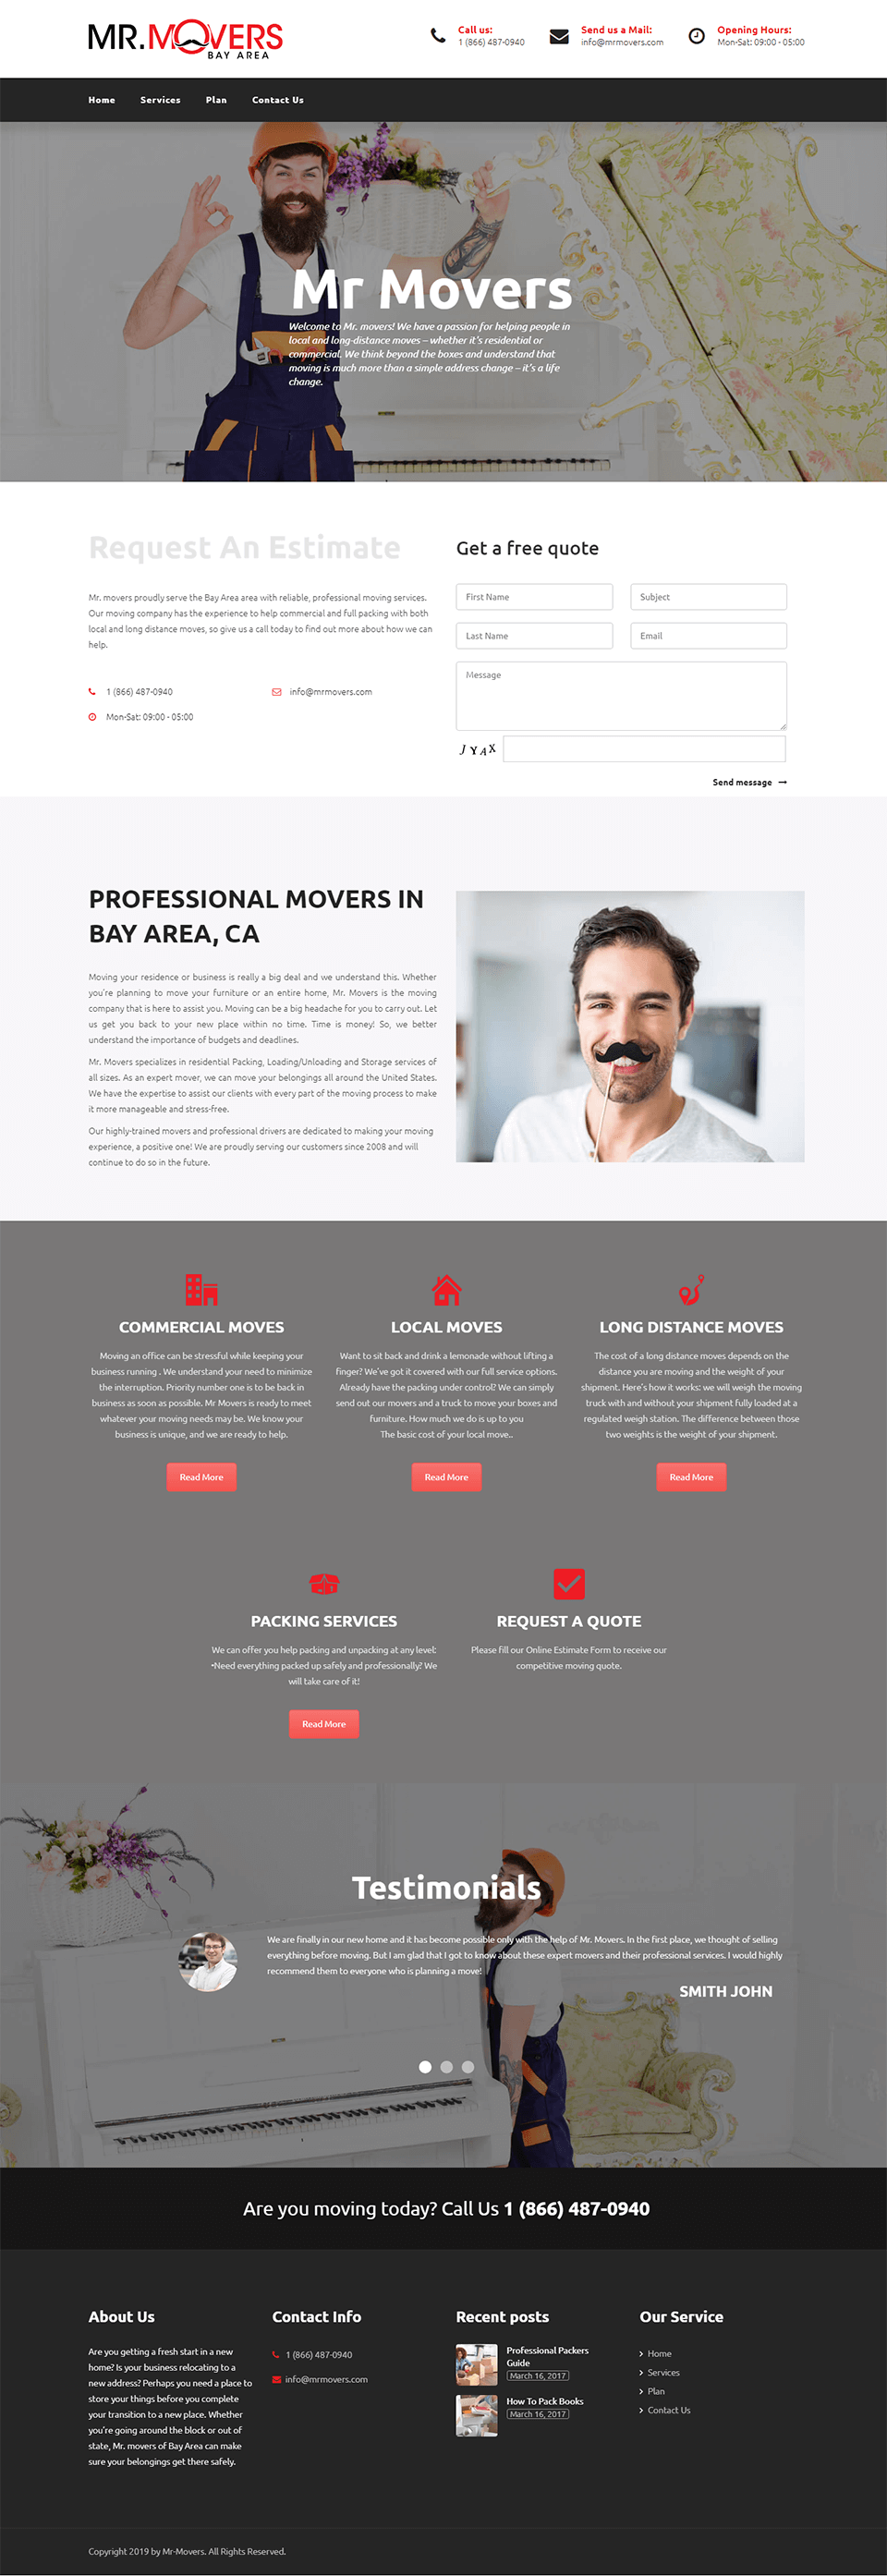 MR.MOVERS
BAY AREA
Call us:
1 (866) 487-0940
Send us a Mail:
info@mrmovers.com
Opening Hours:
Mon-Sat: 09:00 - 05:00
Home Services Plan Contact Us
Mr Movers
Welcome to Mr. movers! We have a passion for helping people in
local and long-distance moves – whether it's residential or
commercial. We think beyond the boxes and understand that
moving is much more than a simple address change – it's a life
change.
Request An Estimate
Mr. movers proudly serve the Bay Area area with reliable, professional moving services.
Our moving company has the experience to help commercial and full packing with both
local and long distance moves, so give us a call today to find out more about how we can
help.
1 (866) 487-0940
info@mrmovers.com
Mon-Sat: 09:00 - 05:00
Get a free quote
First Name
Subject
Last Name
Email
Message
JYAX
Send message
PROFESSIONAL MOVERS IN
BAY AREA, CA
Moving your residence or business is really a big deal and we understand this. Whether
you're planning to move your furniture or an entire home, Mr. Movers is the moving
company that is here to assist you. Moving can be a big headache for you to carry out. Let
us get you back to your new place within no time. Time is money! So, we better
understand the importance of budgets and deadlines.
Mr. Movers specializes in residential Packing, Loading/Unloading and Storage services of
all sizes. As an expert mover, we can move your belongings all around the United States.
We have the expertise to assist our clients with every part of the moving process to make
it more manageable and stress-free.
Our highly-trained movers and professional drivers are dedicated to making your moving
experience, a positive one! We are proudly serving our customers since 2008 and will
continue to do so in the future.
COMMERCIAL MOVES
Moving an office can be stressful while keeping your
business running . We understand your need to minimize
the interruption. Priority number one is to be back in
business as soon as possible. Mr Movers is ready to meet
whatever your moving needs may be. We know your
business is unique, and we are ready to help.
Read More
LOCAL MOVES
Want to sit back and drink a lemonade without lifting a
finger? We've got it covered with our full service options.
Already have the packing under control? We can simply
send out our movers and a truck to move your boxes and
furniture. How much we do is up to you
The basic cost of your local move..
Read More
LONG DISTANCE MOVES
The cost of a long distance moves depends on the
distance you are moving and the weight of your
shipment. Here's how it works: we will weigh the moving
truck with and without your shipment fully loaded at a
regulated weigh station. The difference between those
two weights is the weight of your shipment.
Read More
PACKING SERVICES
We can offer you help packing and unpacking at any level:
•Need everything packed up safely and professionally? We
will take care of it!
Read More
REQUEST A QUOTE
Please fill our Online Estimate Form to receive our
competitive moving quote.
Testimonials
We are finally in our new home and it has become possible only with the help of Mr. Movers. In the first place, we thought of selling
everything before moving. But I am glad that I got to know about these expert movers and their professional services. I would highly
recommend them to everyone who is planning a move!
SMITH JOHN
Are you moving today? Call Us 1 (866) 487-0940
About Us
Are you getting a fresh start in a new
home? Is your business relocating to a
new address? Perhaps you need a place to
store your things before you complete
your transition to a new place. Whether
you're going around the block or out of
state, Mr. movers of Bay Area can make
sure your belongings get there safely.
Contact Info
1 (866) 487-0940
info@mrmovers.com
Recent posts
Professional Packers
Guide
March 16, 2017
How To Pack Books
March 16, 2017
Our Service
Home
Services
Plan
Contact Us
Copyright 2019 by Mr-Movers. All Rights Reserved.